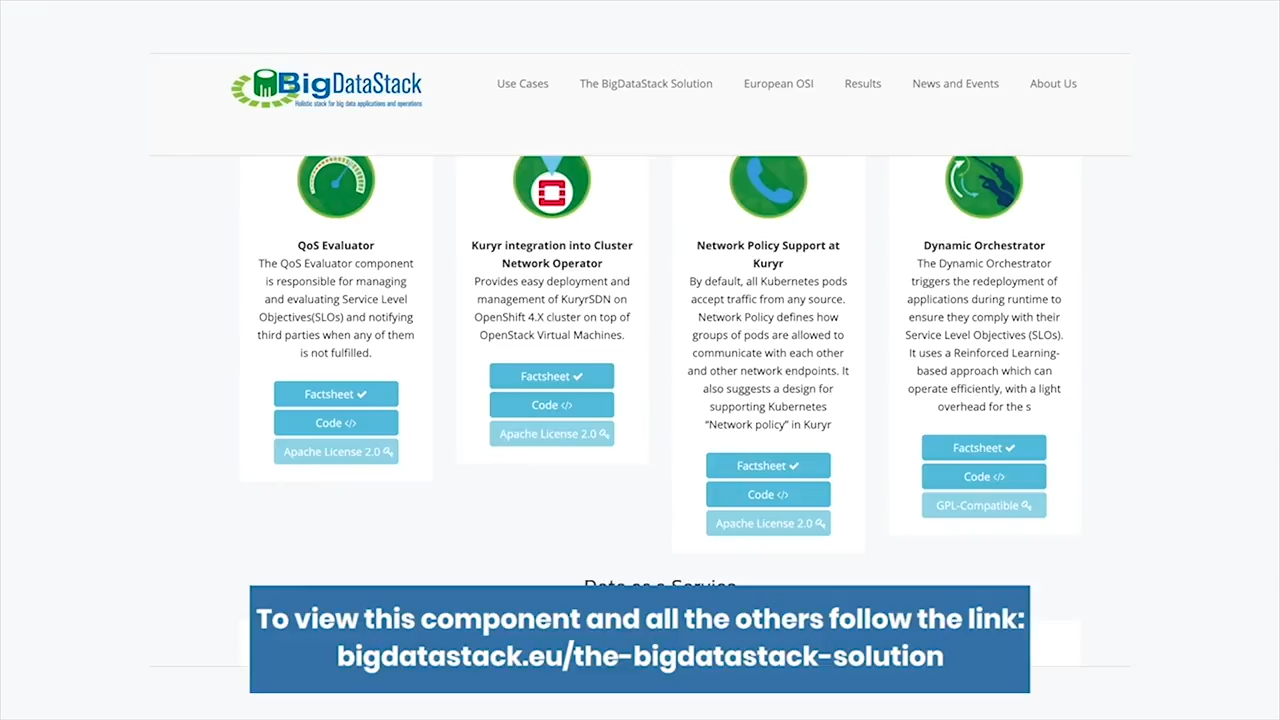 BigDataStack
Holistic stack for big data applications and operations
Use Cases
The BigDataStack Solution
European OSI
Results
News and Events
About Us
QoS Evaluator
The QoS Evaluator component
is responsible for managing
and evaluating Service Level
Objectives(SLOs) and notifying
third parties when any of them
is not fulfilled.
Factsheet
Code </>
Apache License 2.0
Kuryr integration into Cluster
Network Operator
Provides easy deployment and
management of KuryrSDN on
OpenShift 4.X cluster on top of
OpenStack Virtual Machines.
Factsheet
Code </>
Apache License 2.0
Network Policy Support at
Kuryr
By default, all Kubernetes pods
accept traffic from any source.
Network Policy defines how
groups of pods are allowed to
communicate with each other
and other network endpoints. It
also suggests a design for
supporting Kubernetes
“Network policy” in Kuryr
Factsheet
Code </>
Apache License 2.0
Dynamic Orchestrator
The Dynamic Orchestrator
triggers the redeployment of
applications during runtime to
ensure they comply with their
Service Level Objectives (SLOs).
It uses a Reinforced Learning-
based approach which can
operate efficiently, with a light
overhead for the s
Factsheet
Code </>
GPL-Compatible
Data as a Service
To view this component and all the others follow the link:
bigdatastack.eu/the-bigdatastack-solution